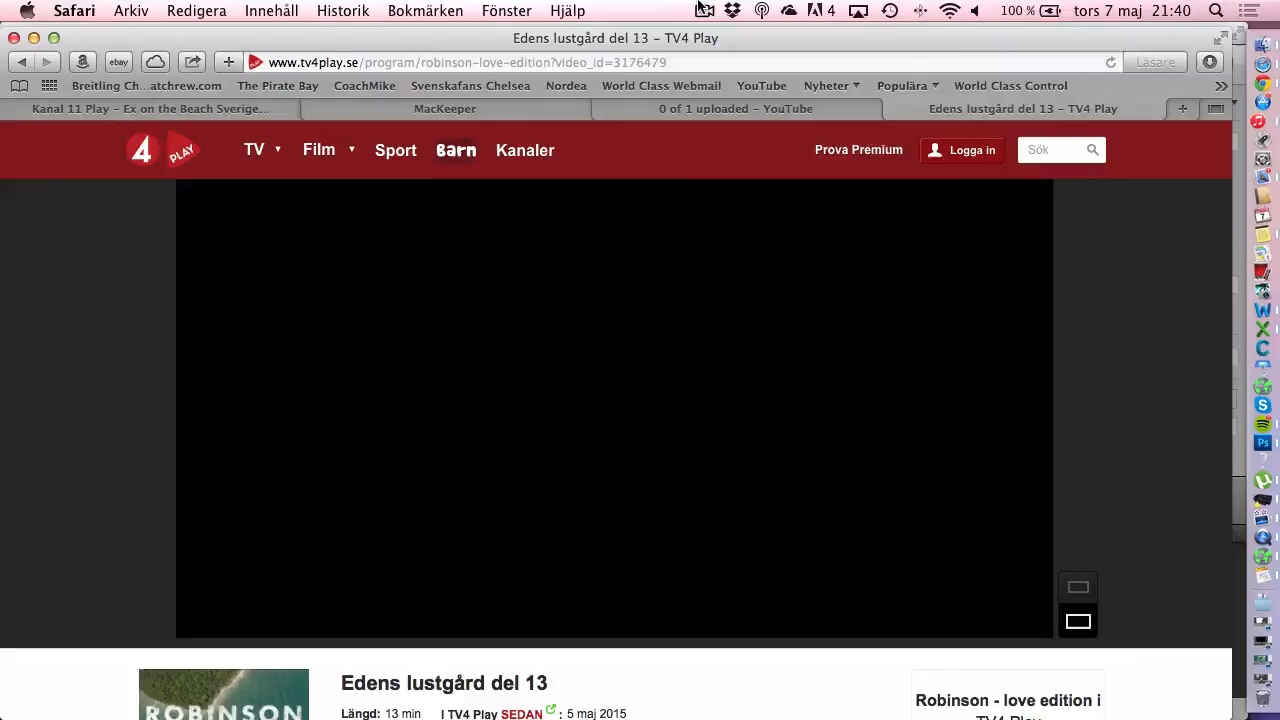 Safari Arkiv Redigera Innehåll Historik Bokmärken Fönster Hjälp 4 100 % tors 7 maj 21:40
Edens lustgård del 13 – TV4 Play
ebay www.tv4play.se/program/robinson-love-edition?video_id=3176479 Läsare
Breitling Ch...atchrew.com The Pirate Bay CoachMike Svenskafans Chelsea Nordea World Class Webmail YouTube Nyheter Populära World Class Control
Kanal 11 Play – Ex on the Beach Sverige... MacKeeper 0 of 1 uploaded – YouTube Edens lustgård del 13 – TV4 Play
4 PLAY TV Film Sport Barn Kanaler Prova Premium Logga in Sök
Edens lustgård del 13
ROBINSON
Längd: 13 min I TV4 Play SEDAN : 5 maj 2015
Robinson - love edition i
TV4 Play